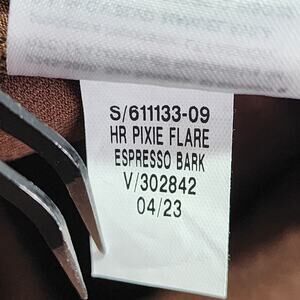 S/611133-09
HR PIXIE FLARE
ESPRESSO BARK
V/302842
04/23